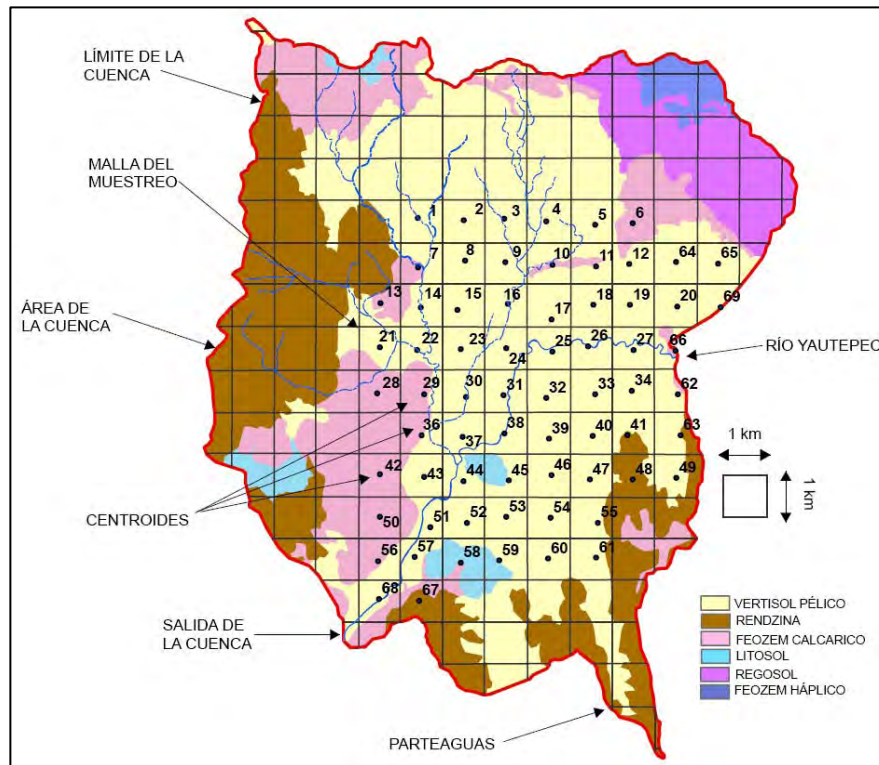 LÍMITE DE LA
CUENCA
MALLA DEL
MUESTREO
1 2 3 4 5 6
7 8 9 10 11 12 64 65
13 14 15 16 17 18 19 20 69
ÁREA DE
LA CUENCA
21 22 23 24 25 26 27 66
RÍO YAUTEPEC
28 29 30 31 32 33 34 62
36 37 38 39 40 41 63
1 km
42 43 44 45 46 47 48 49
1 km
CENTROIDES
50 51 52 53 54 55
56 57 58 59 60 61
68 67
SALIDA DE
LA CUENCA
VERTISOL PÉLICO
RENDZINA
FEOZEM CALCARICO
LITOSOL
REGOSOL
FEOZEM HÁPLICO
PARTEAGUAS